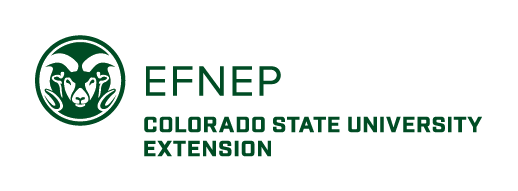 EFNEP
COLORADO STATE UNIVERSITY
EXTENSION